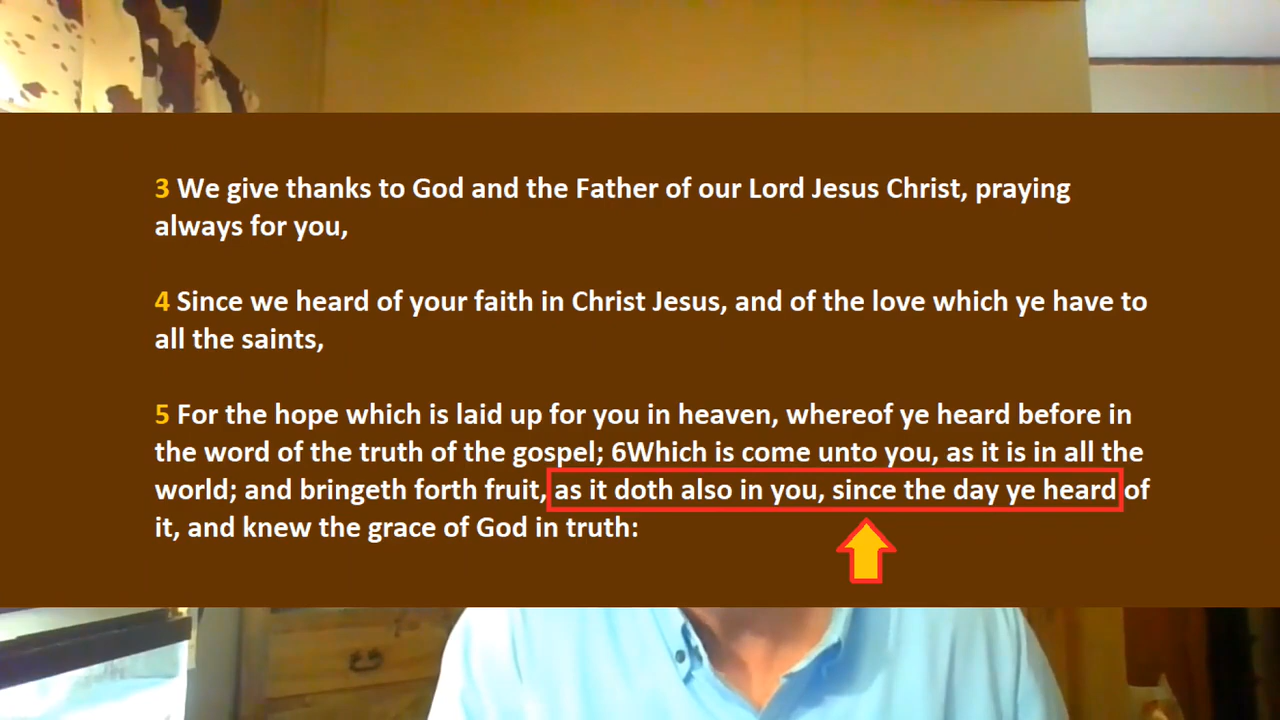 3 We give thanks to God and the Father of our Lord Jesus Christ, praying
always for you,
4 Since we heard of your faith in Christ Jesus, and of the love which ye have to
all the saints,
5 For the hope which is laid up for you in heaven, whereof ye heard before in
the word of the truth of the gospel; 6Which is come unto you, as it is in all the
world; and bringeth forth fruit, as it doth also in you, since the day ye heard of
it, and knew the grace of God in truth: